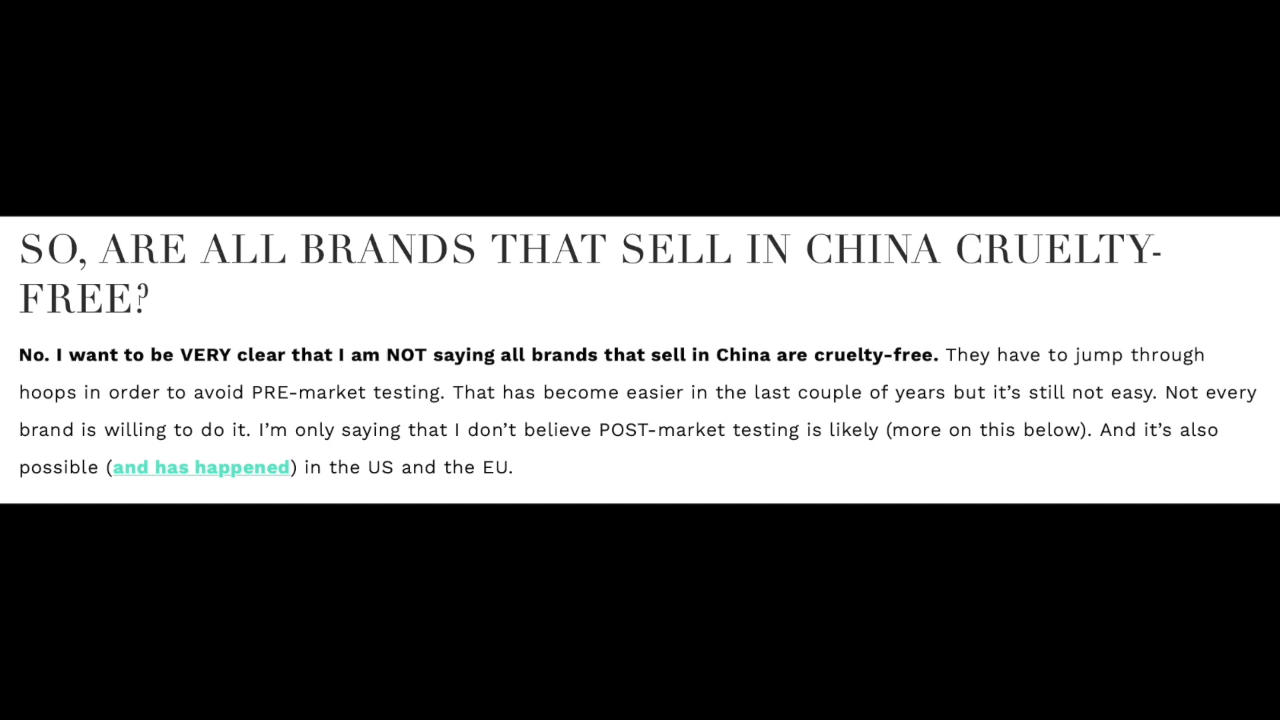 SO, ARE ALL BRANDS THAT SELL IN CHINA CRUELTY-
FREE?
No. I want to be VERY clear that I am NOT saying all brands that sell in China are cruelty-free. They have to jump through
hoops in order to avoid PRE-market testing. That has become easier in the last couple of years but it’s still not easy. Not every
brand is willing to do it. I’m only saying that I don’t believe POST-market testing is likely (more on this below). And it’s also
possible (and has happened) in the US and the EU.